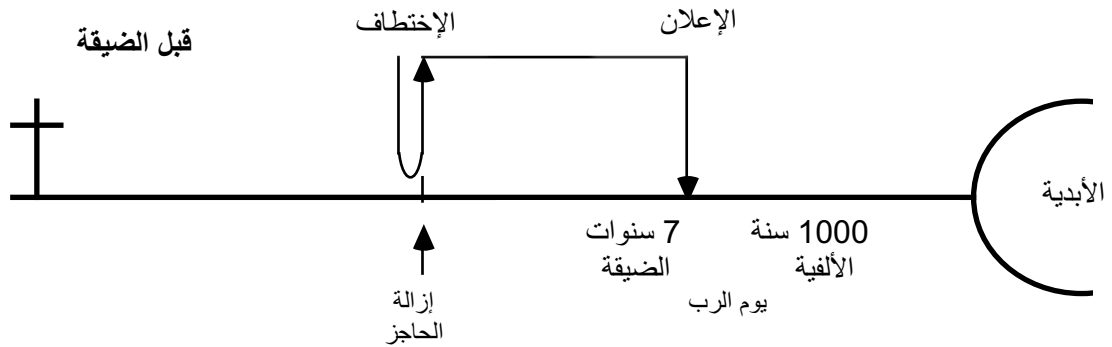 الإختطاف
الإعلان
قبل الضيقة
الأبدية
7 سنوات
الضيقة
1000 سنة
الألفية
يوم الرب
إزالة
الحاجز